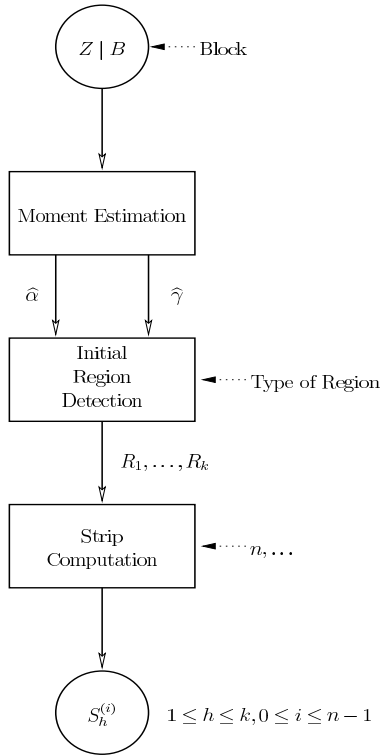 Z | B
Block
Moment Estimation
α̂
γ̂
Initial
Region
Detection
Type of Region
R₁, …, Rₖ
Strip
Computation
n, …
Sₕ⁽ⁱ⁾
1 ≤ h ≤ k, 0 ≤ i ≤ n − 1